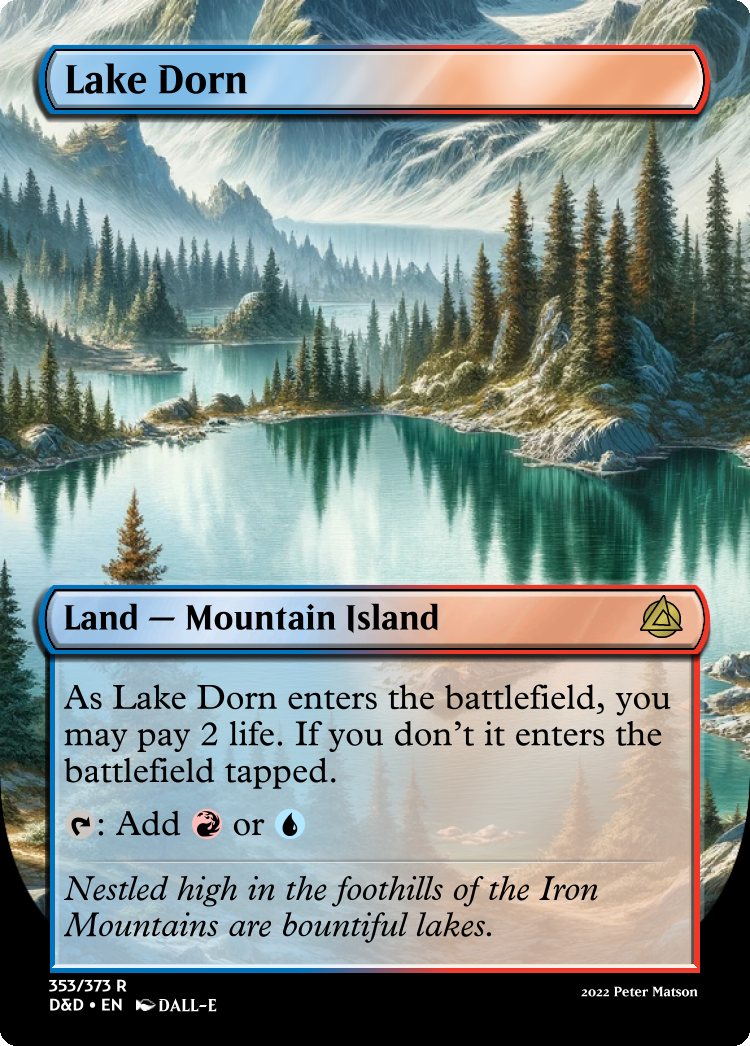 Lake Dorn
Land — Mountain Island
As Lake Dorn enters the battlefield, you
may pay 2 life. If you don't it enters the
battlefield tapped.
: Add or
Nestled high in the foothills of the Iron
Mountains are bountiful lakes.
353/373 R
D&D • EN DALL-E
2022 Peter Matson